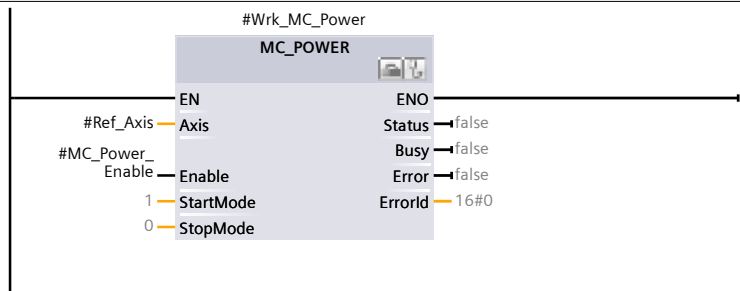 #Wrk_MC_Power
MC_POWER
EN ENO
#Ref_Axis Axis Status false
Busy false
#MC_Power_
Enable Enable Error false
1 StartMode ErrorId 16#0
0 StopMode